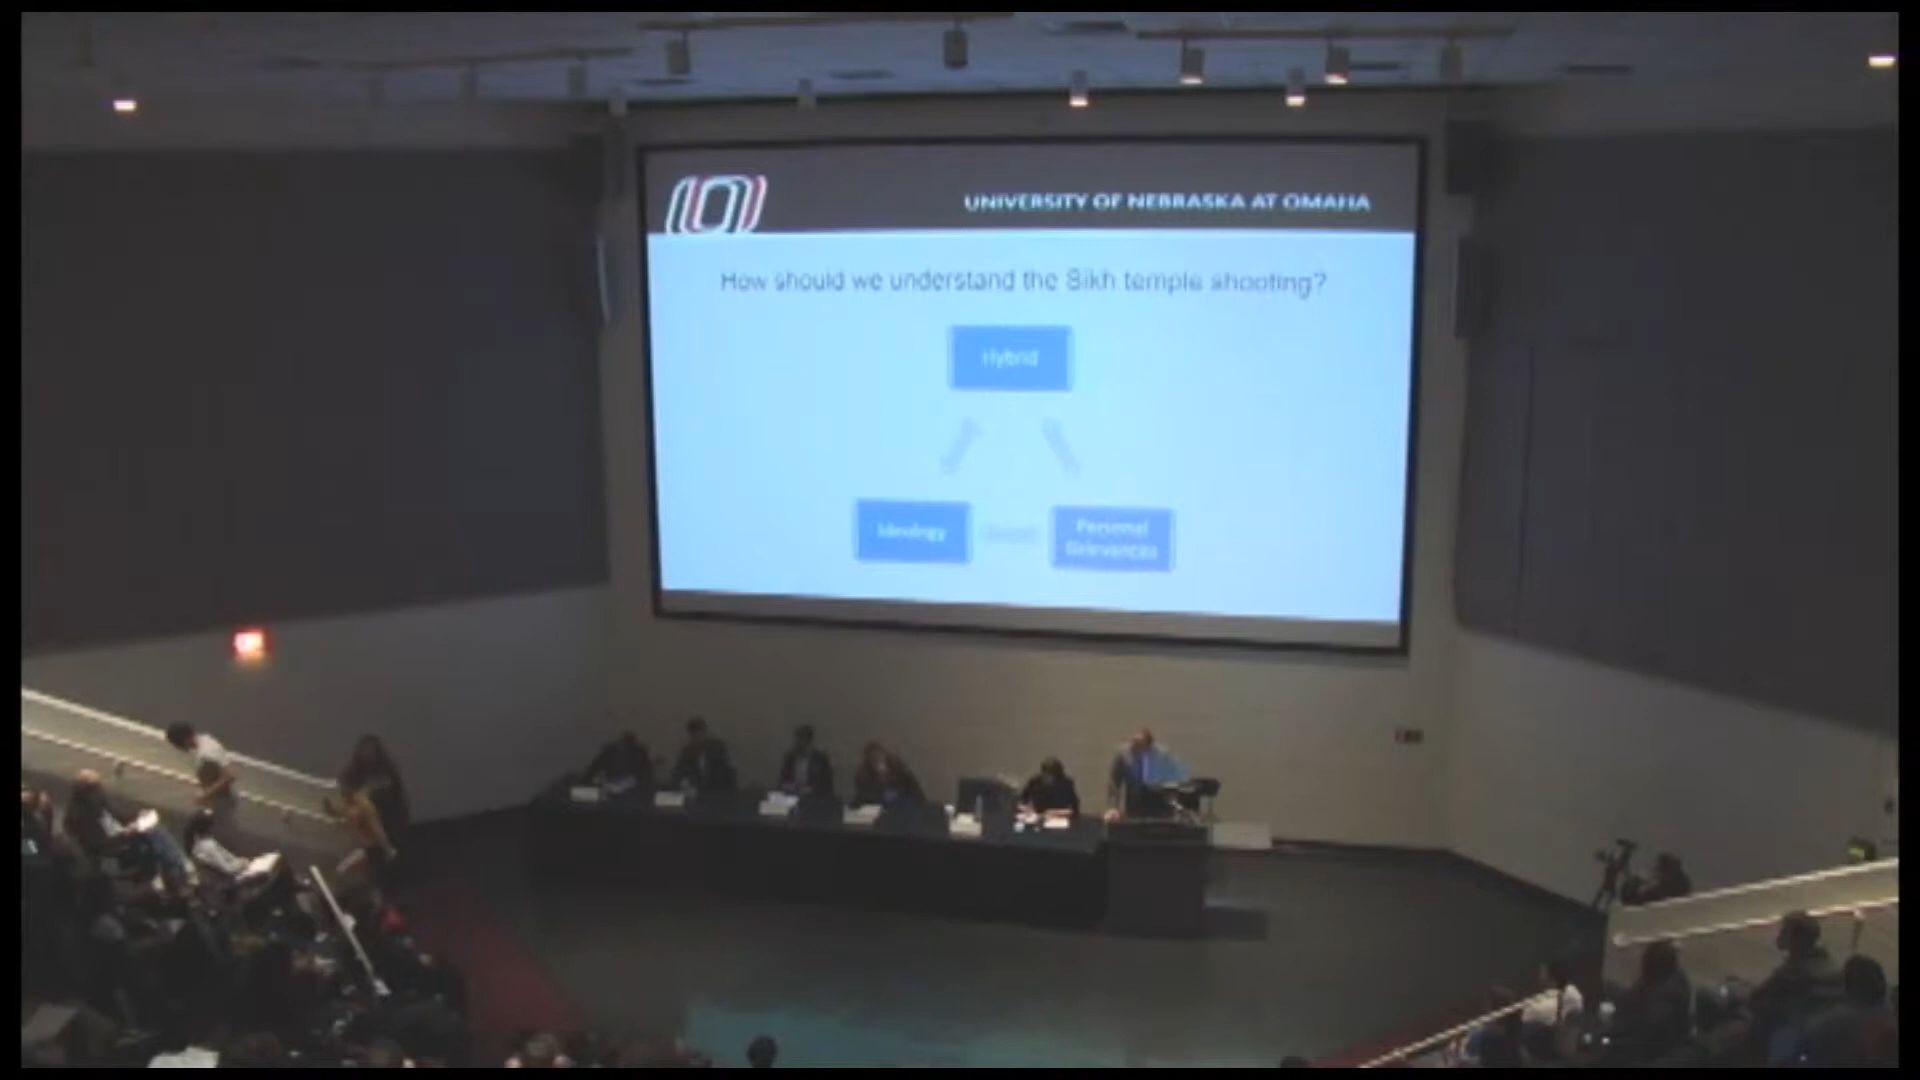 UNIVERSITY OF NEBRASKA AT OMAHA
How should we understand the Sikh temple shooting?
Hybrid
Ideology
Personal
Grievances